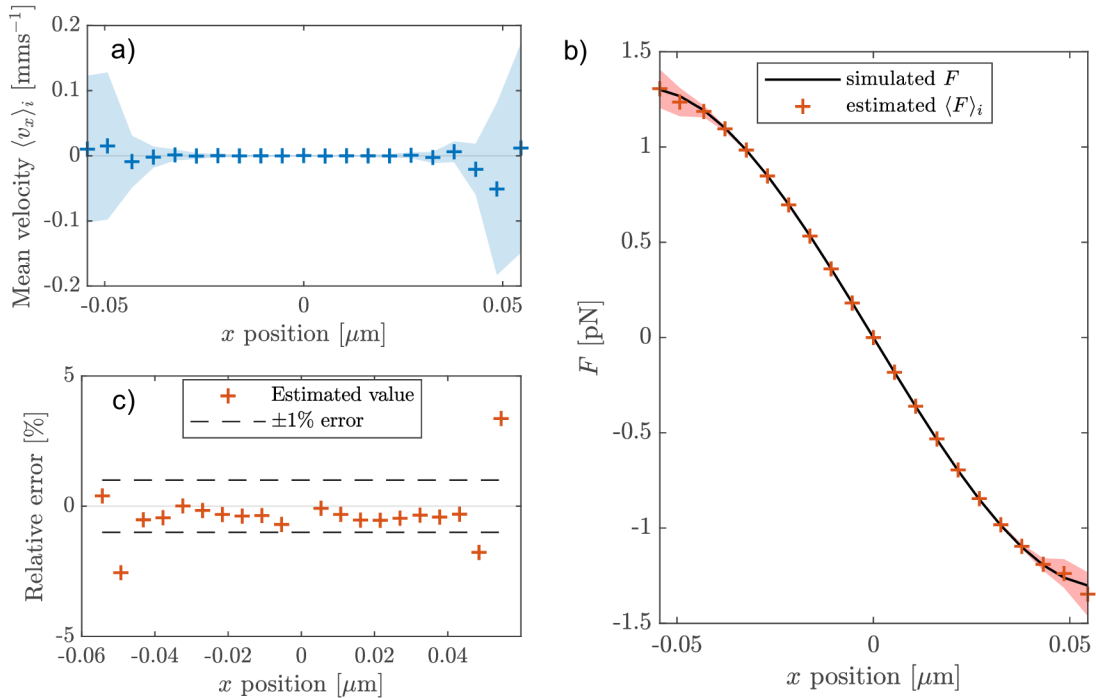 a)
Mean velocity ⟨vₓ⟩ᵢ [mms⁻¹]
0.2
0.1
0
-0.1
-0.2
-0.05
0
0.05
x position [μm]
b)
F [pN]
1.5
1
0.5
0
-0.5
-1
-1.5
simulated F
estimated ⟨F⟩ᵢ
-0.05
0
0.05
x position [μm]
c)
Relative error [%]
5
0
-5
Estimated value
±1% error
-0.06
-0.04
-0.02
0
0.02
0.04
x position [μm]